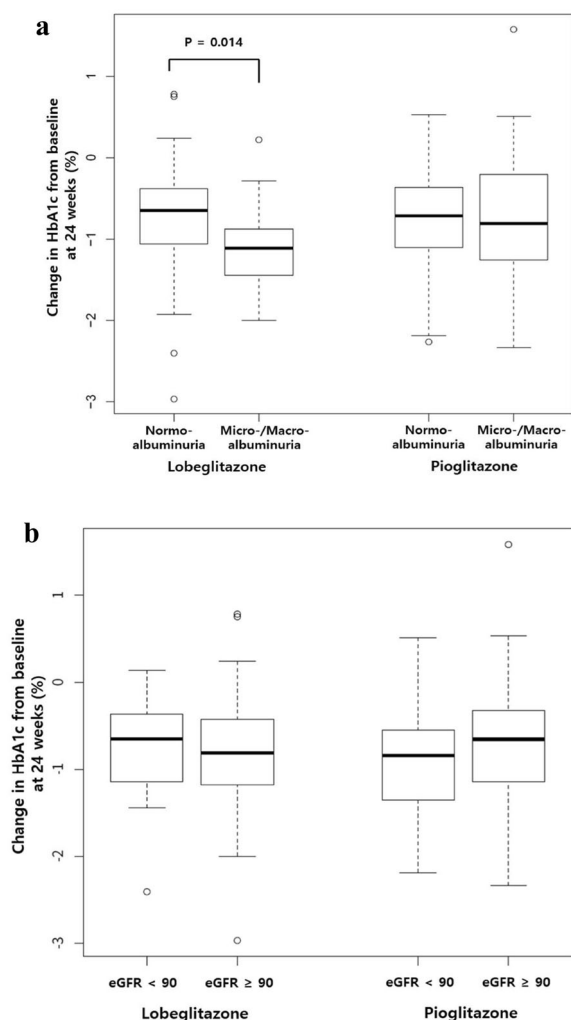 a
P = 0.014
Change in HbA1c from baseline
at 24 weeks (%)
1
0
-1
-2
-3
Normo-
albuminuria
Micro-/Macro-
albuminuria
Normo-
albuminuria
Micro-/Macro-
albuminuria
Lobeglitazone
Pioglitazone
b
Change in HbA1c from baseline
at 24 weeks (%)
1
0
-1
-2
-3
eGFR < 90
eGFR ≥ 90
eGFR < 90
eGFR ≥ 90
Lobeglitazone
Pioglitazone